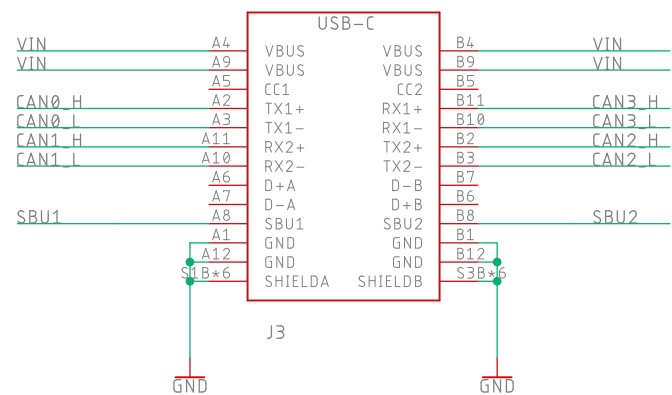 USB-C
VIN A4 VBUS VBUS B4 VIN
VIN A9 VBUS VBUS B9 VIN
A5 CC1 CC2 B5
CAN0_H A2 TX1+ RX1+ B11 CAN3_H
CAN0_L A3 TX1- RX1- B10 CAN3_L
CAN1_H A11 RX2+ TX2+ B2 CAN2_H
CAN1_L A10 RX2- TX2- B3 CAN2_L
A6 D+A D-B B7
A7 D-A D+B B6
SBU1 A8 SBU1 SBU2 B8 SBU2
A1 GND GND B1
A12 GND GND B12
S1B*6 SHIELDA SHIELDB S3B*6
J3
GND GND